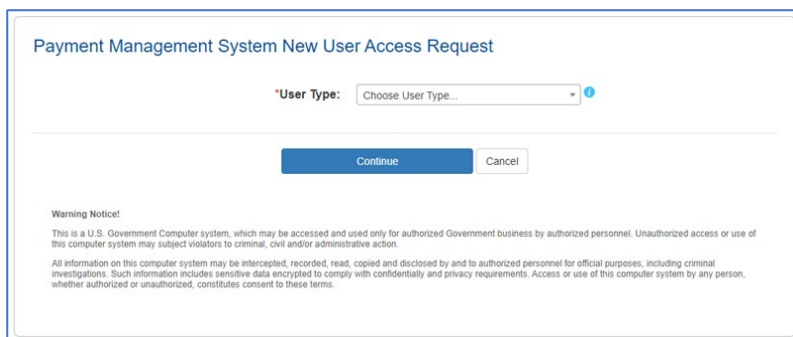 Payment Management System New User Access Request
*User Type: Choose User Type... i
Continue Cancel
Warning Notice!
This is a U.S. Government Computer system, which may be accessed and used only for authorized Government business by authorized personnel. Unauthorized access or use of
this computer system may subject violators to criminal, civil and/or administrative action.
All information on this computer system may be intercepted, recorded, read, copied and disclosed by and to authorized personnel for official purposes, including criminal
investigations. Such information includes sensitive data encrypted to comply with confidentially and privacy requirements. Access or use of this computer system by any person,
whether authorized or unauthorized, constitutes consent to these terms.